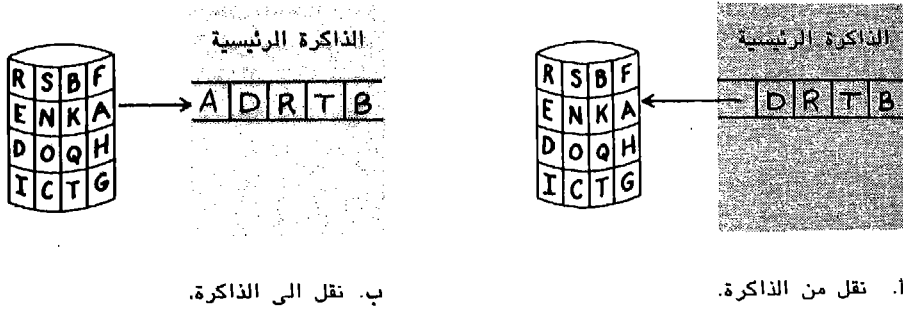 الذاكرة الرئيسية
R S B F
E N K A
D O Q H
I C T G
D R T B
أ. نقل من الذاكرة.
الذاكرة الرئيسية
R S B F
E N K A
D O Q H
I C T G
A D R T B
ب. نقل الى الذاكرة.